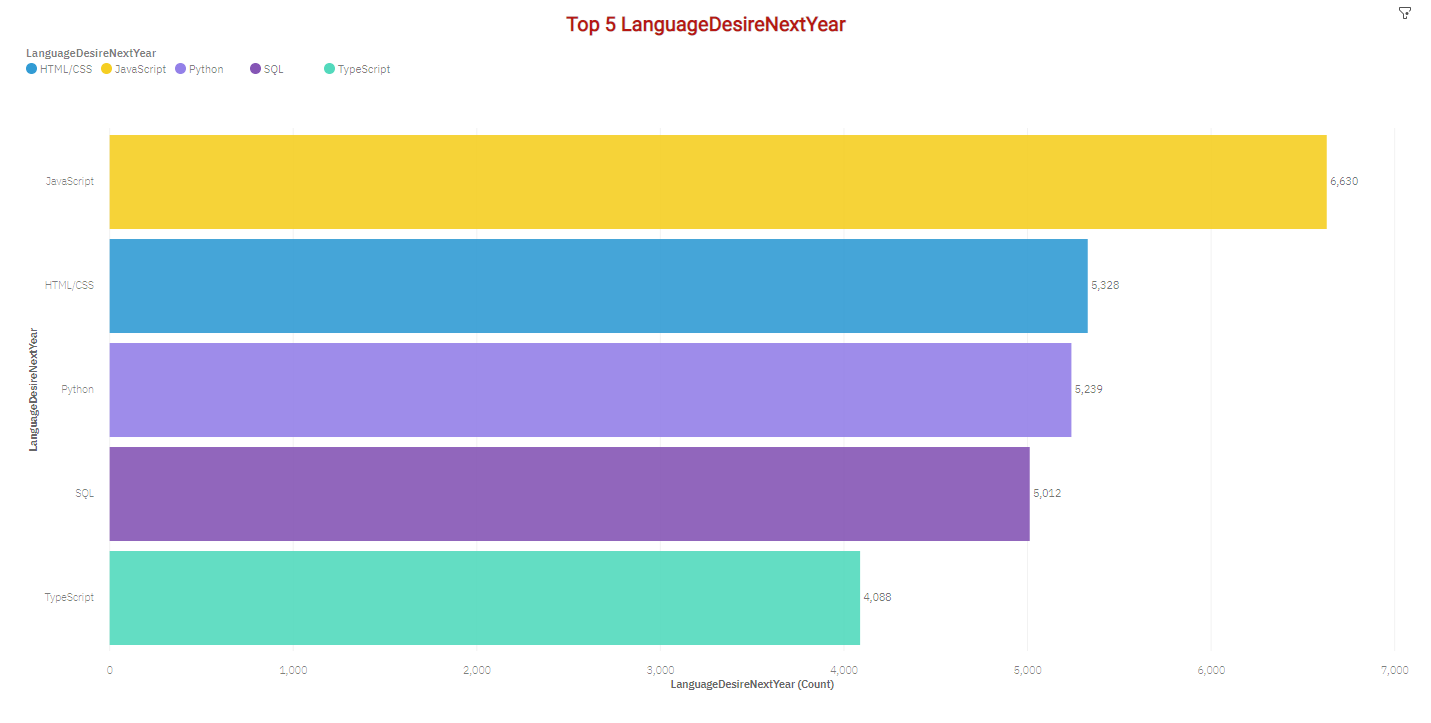 Top 5 LanguageDesireNextYear
LanguageDesireNextYear
HTML/CSS JavaScript Python SQL TypeScript
JavaScript 6,630
HTML/CSS 5,328
Python 5,239
SQL 5,012
TypeScript 4,088
LanguageDesireNextYear
0 1,000 2,000 3,000 4,000 5,000 6,000 7,000
LanguageDesireNextYear (Count)